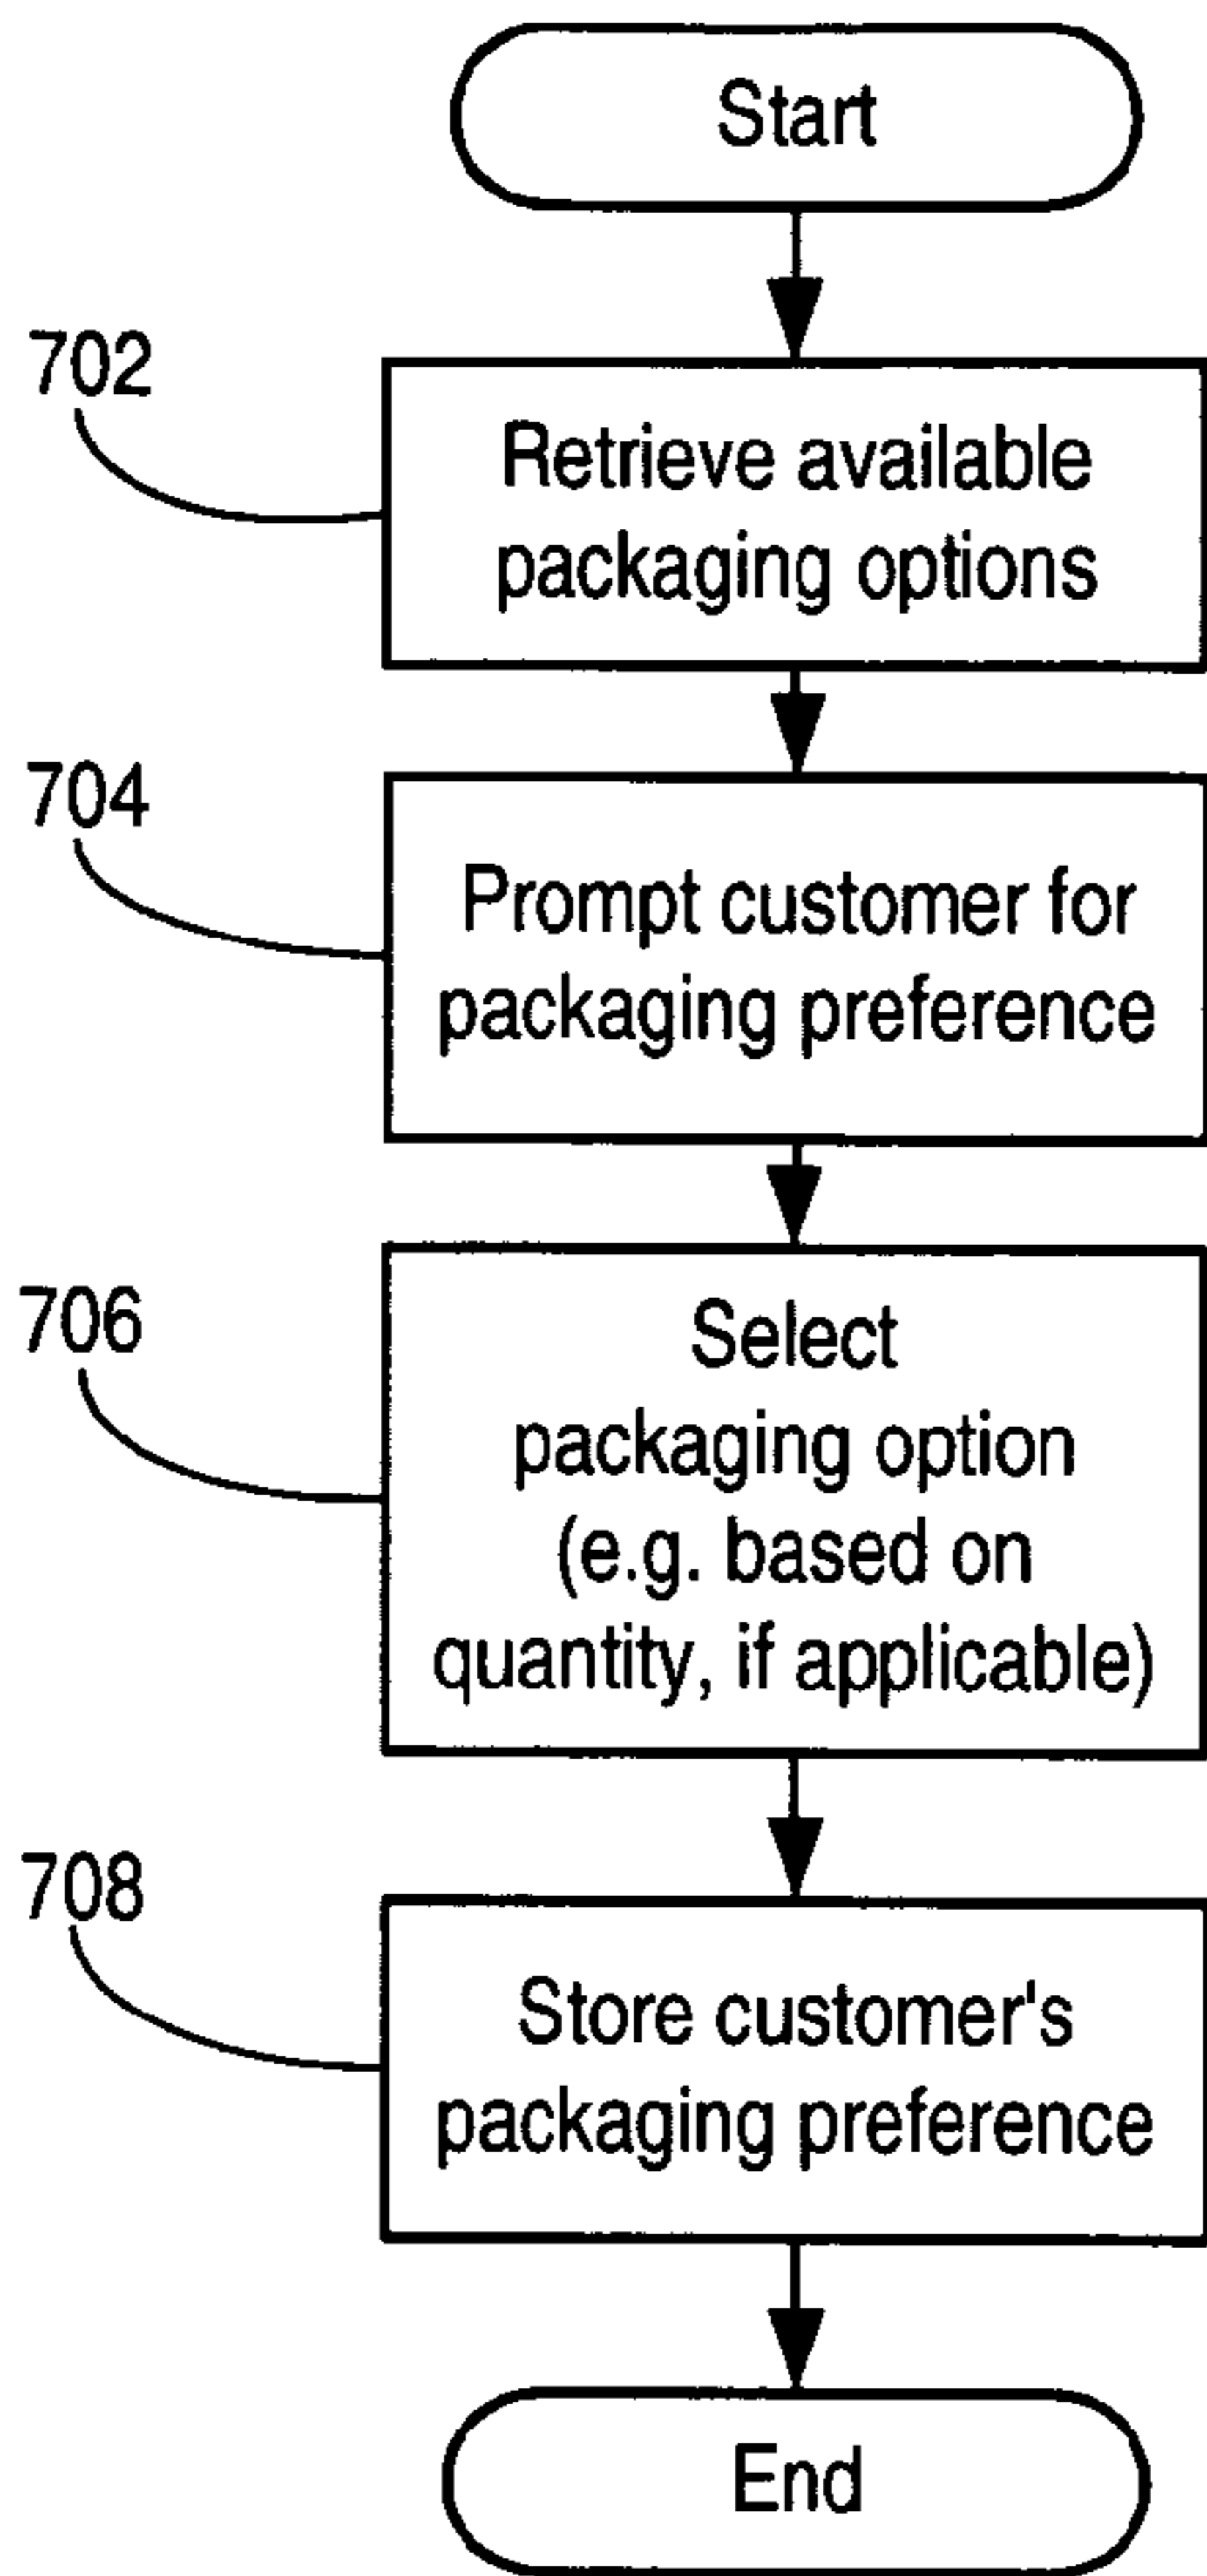 Start
702
Retrieve available
packaging options
704
Prompt customer for
packaging preference
706
Select
packaging option
(e.g. based on
quantity, if applicable)
708
Store customer's
packaging preference
End